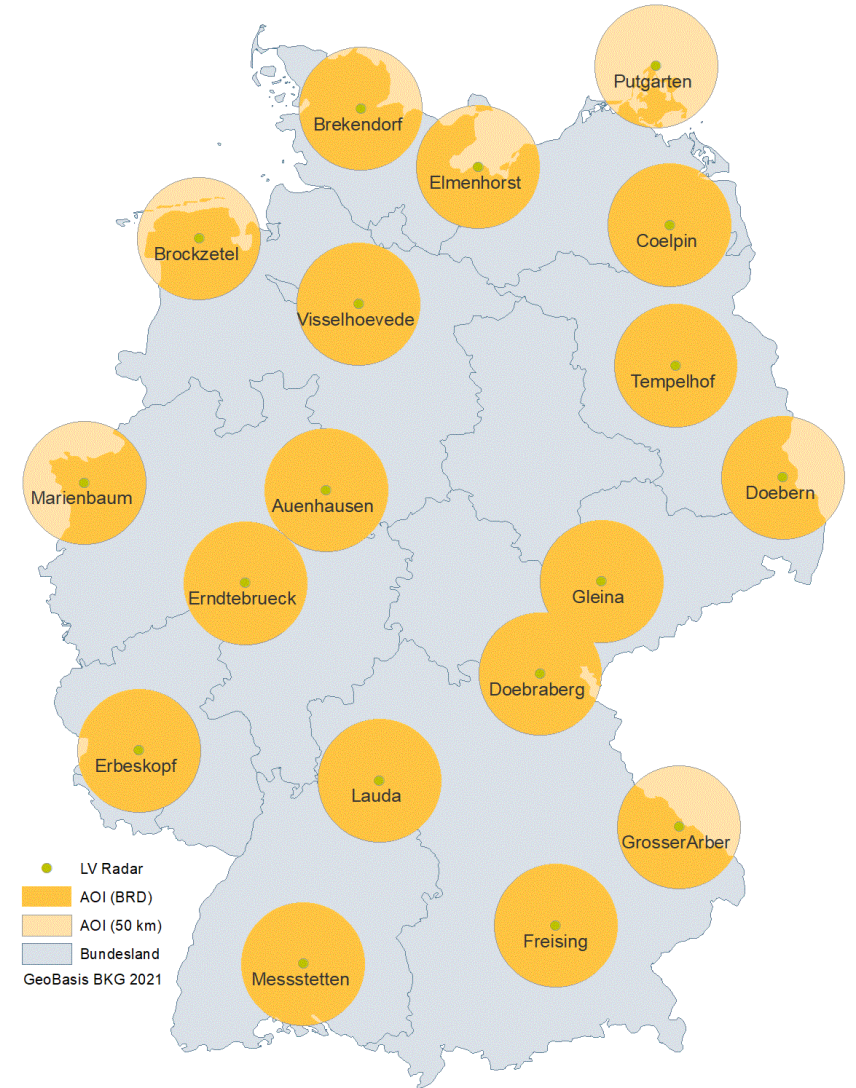 Putgarten
Brekendorf
Elmenhorst
Coelpin
Brockzetel
Visselhoevede
Tempelhof
Marienbaum
Auenhausen
Doebern
Erndtebrueck
Gleina
Doebraberg
Erbeskopf
Lauda
GrosserArber
Freising
Messstetten
LV Radar
AOI (BRD)
AOI (50 km)
Bundesland
GeoBasis BKG 2021